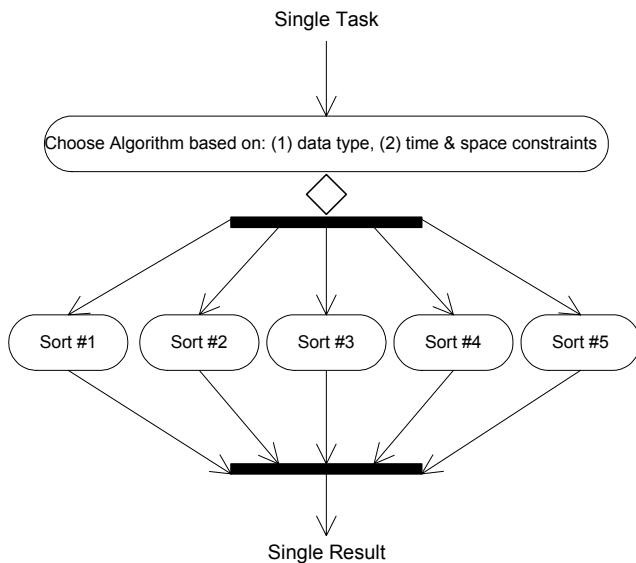 Single Task
Choose Algorithm based on: (1) data type, (2) time & space constraints
Sort #1
Sort #2
Sort #3
Sort #4
Sort #5
Single Result